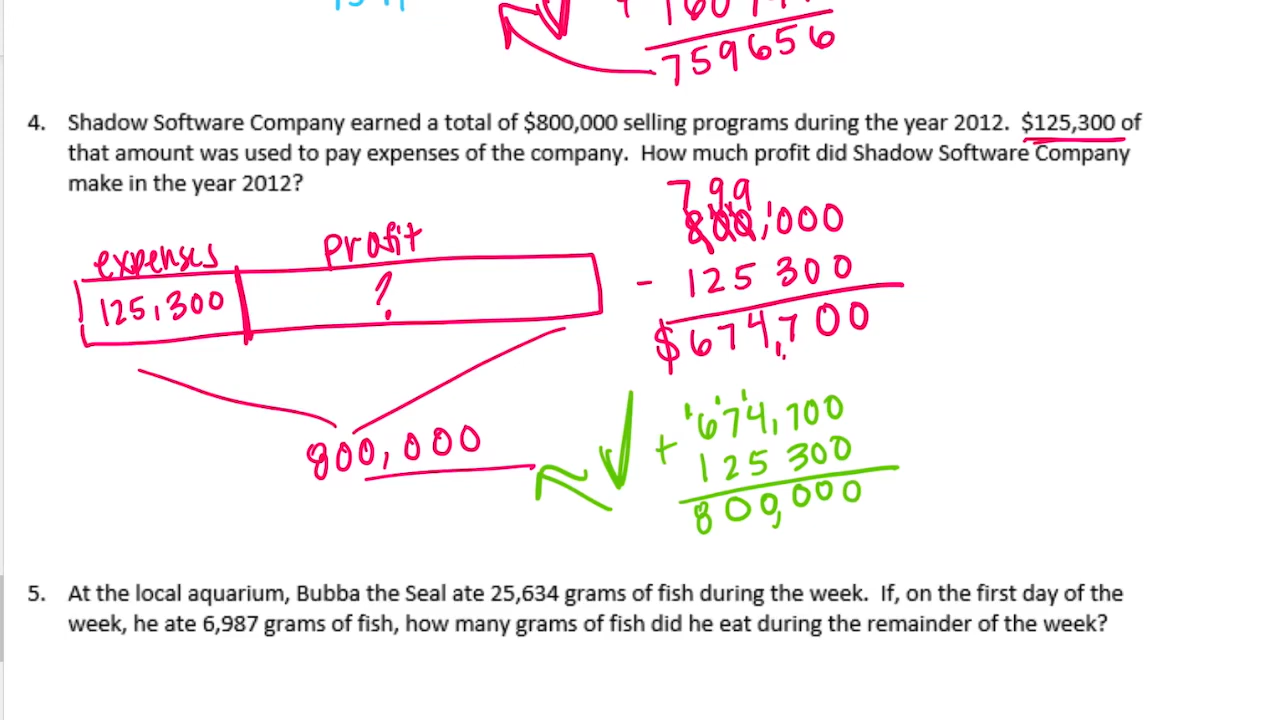 759656
4. Shadow Software Company earned a total of $800,000 selling programs during the year 2012. $125,300 of
that amount was used to pay expenses of the company. How much profit did Shadow Software Company
make in the year 2012?
799
800,1000
- 125 300
$674,700
expenses
profit
125,300
?
800,000
111
+ 674,700
125 300
800,000
5. At the local aquarium, Bubba the Seal ate 25,634 grams of fish during the week. If, on the first day of the
week, he ate 6,987 grams of fish, how many grams of fish did he eat during the remainder of the week?